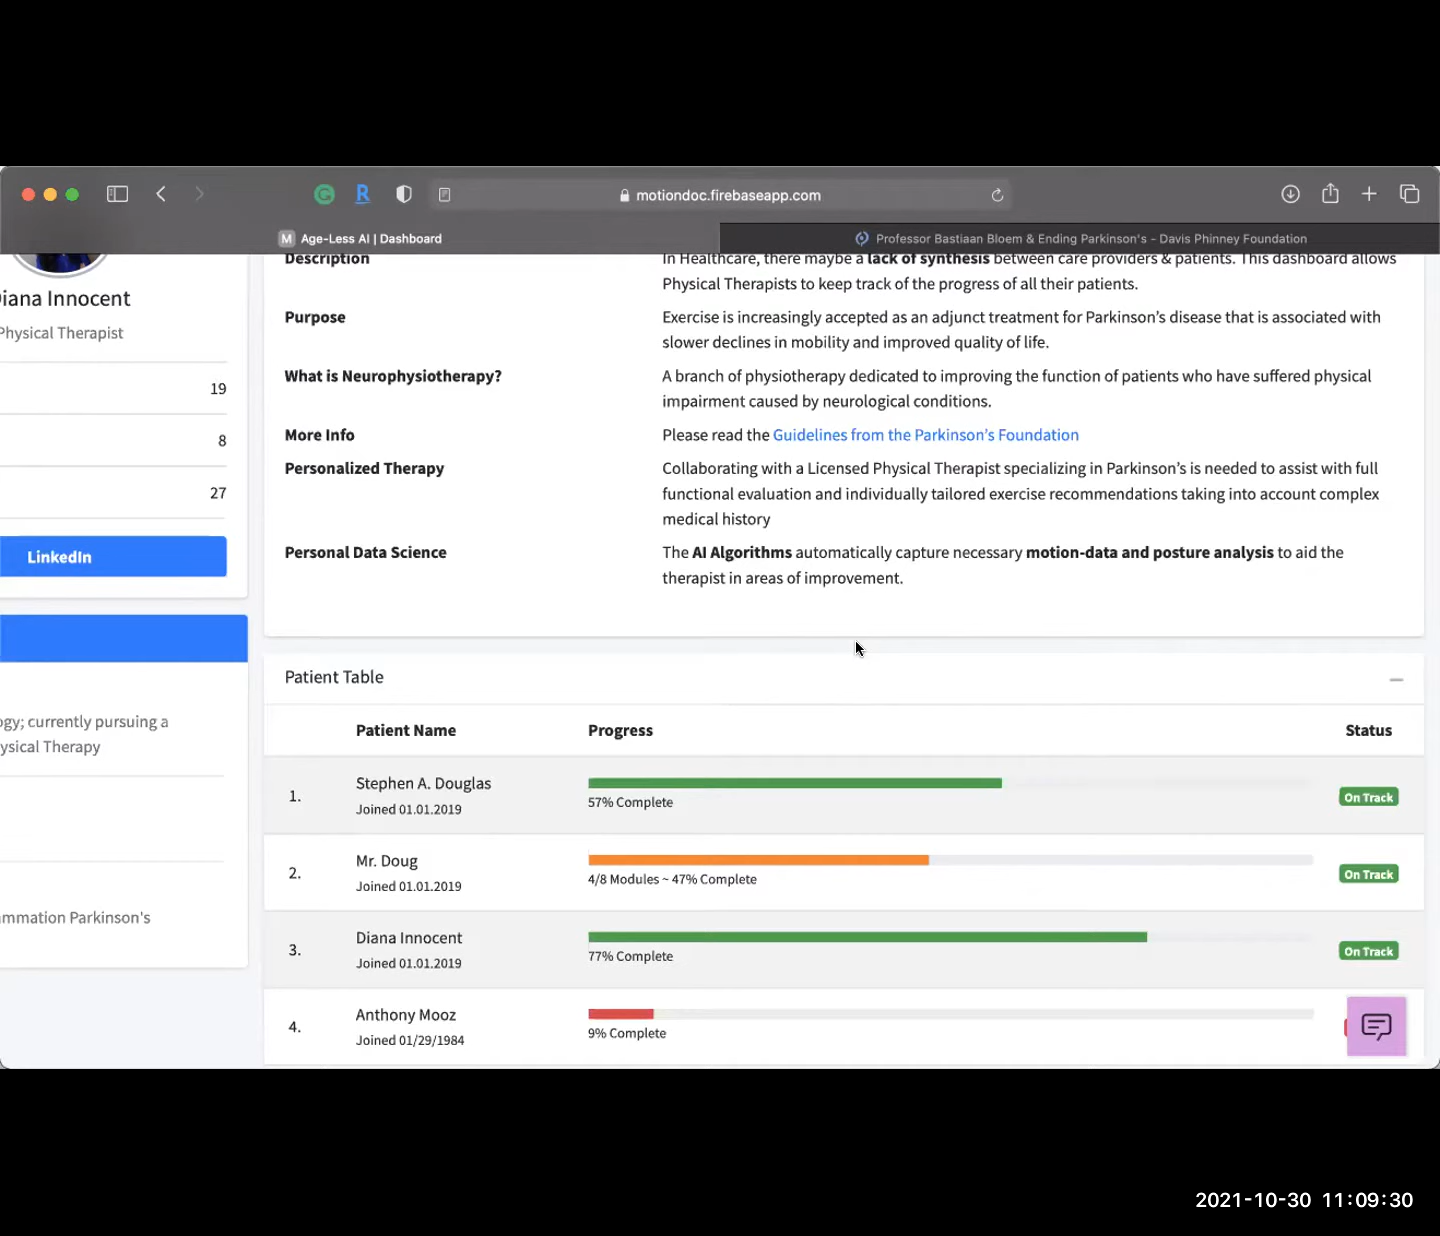 motiondoc.firebaseapp.com
M Age-Less AI | Dashboard
Professor Bastiaan Bloem & Ending Parkinson's - Davis Phinney Foundation
Diana Innocent
Physical Therapist
19
8
27
LinkedIn
ogy; currently pursuing a
ysical Therapy
ammation Parkinson's
Description
In Healthcare, there maybe a lack of synthesis between care providers & patients. This dashboard allows
Physical Therapists to keep track of the progress of all their patients.
Purpose
Exercise is increasingly accepted as an adjunct treatment for Parkinson's disease that is associated with
slower declines in mobility and improved quality of life.
What is Neurophysiotherapy?
A branch of physiotherapy dedicated to improving the function of patients who have suffered physical
impairment caused by neurological conditions.
More Info
Please read the Guidelines from the Parkinson's Foundation
Personalized Therapy
Collaborating with a Licensed Physical Therapist specializing in Parkinson's is needed to assist with full
functional evaluation and individually tailored exercise recommendations taking into account complex
medical history
Personal Data Science
The AI Algorithms automatically capture necessary motion-data and posture analysis to aid the
therapist in areas of improvement.
Patient Table
Patient Name Progress Status
1. Stephen A. Douglas
Joined 01.01.2019
57% Complete
On Track
2. Mr. Doug
Joined 01.01.2019
4/8 Modules ~ 47% Complete
On Track
3. Diana Innocent
Joined 01.01.2019
77% Complete
On Track
4. Anthony Mooz
Joined 01/29/1984
9% Complete
2021-10-30 11:09:30